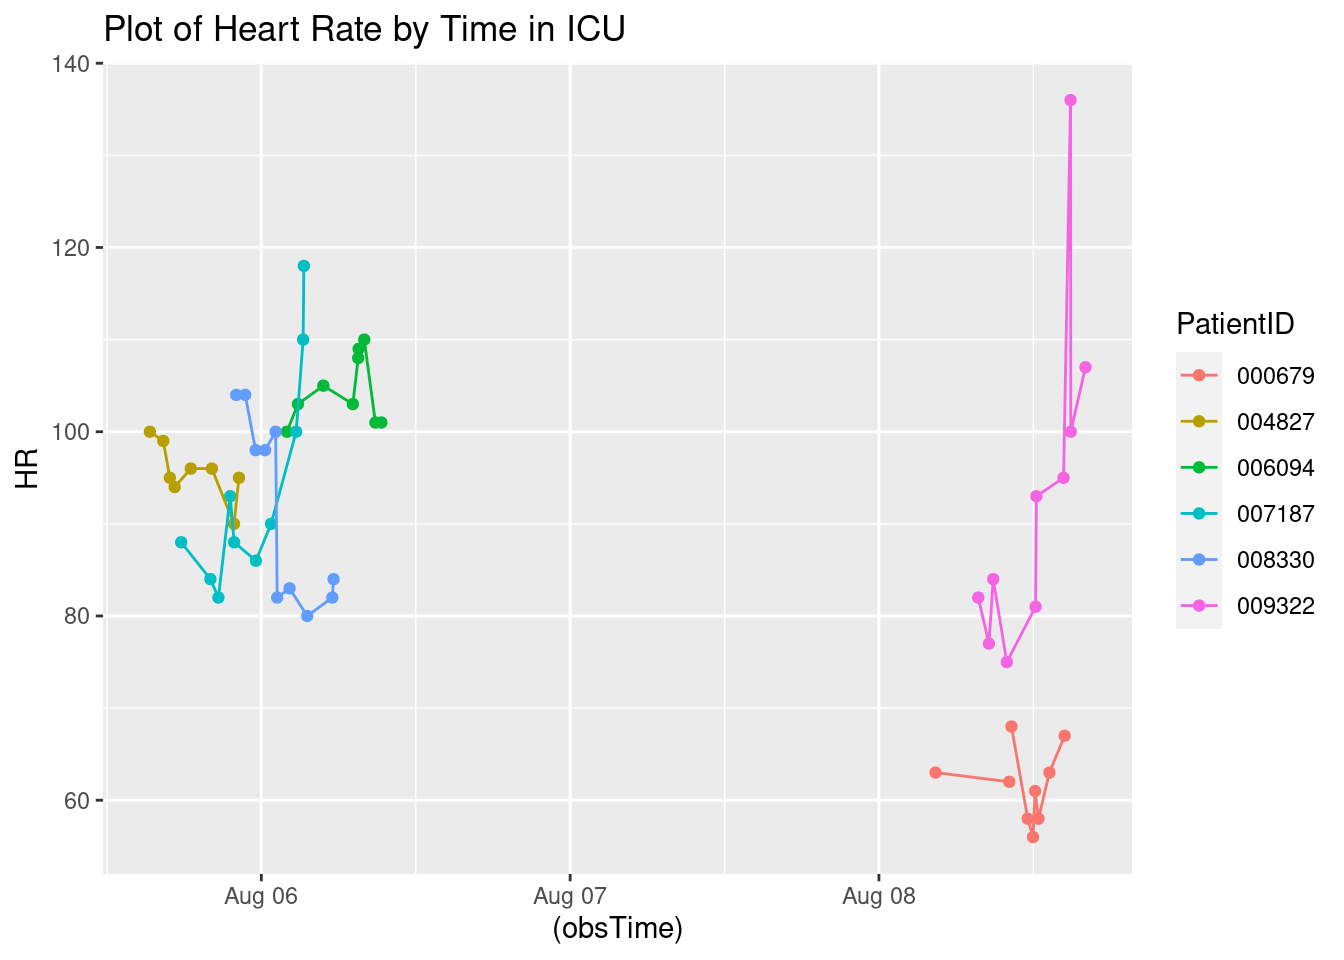 Plot of Heart Rate by Time in ICU
140
120
100
80
60
HR
Aug 06
Aug 07
Aug 08
(obsTime)
PatientID
000679
004827
006094
007187
008330
009322